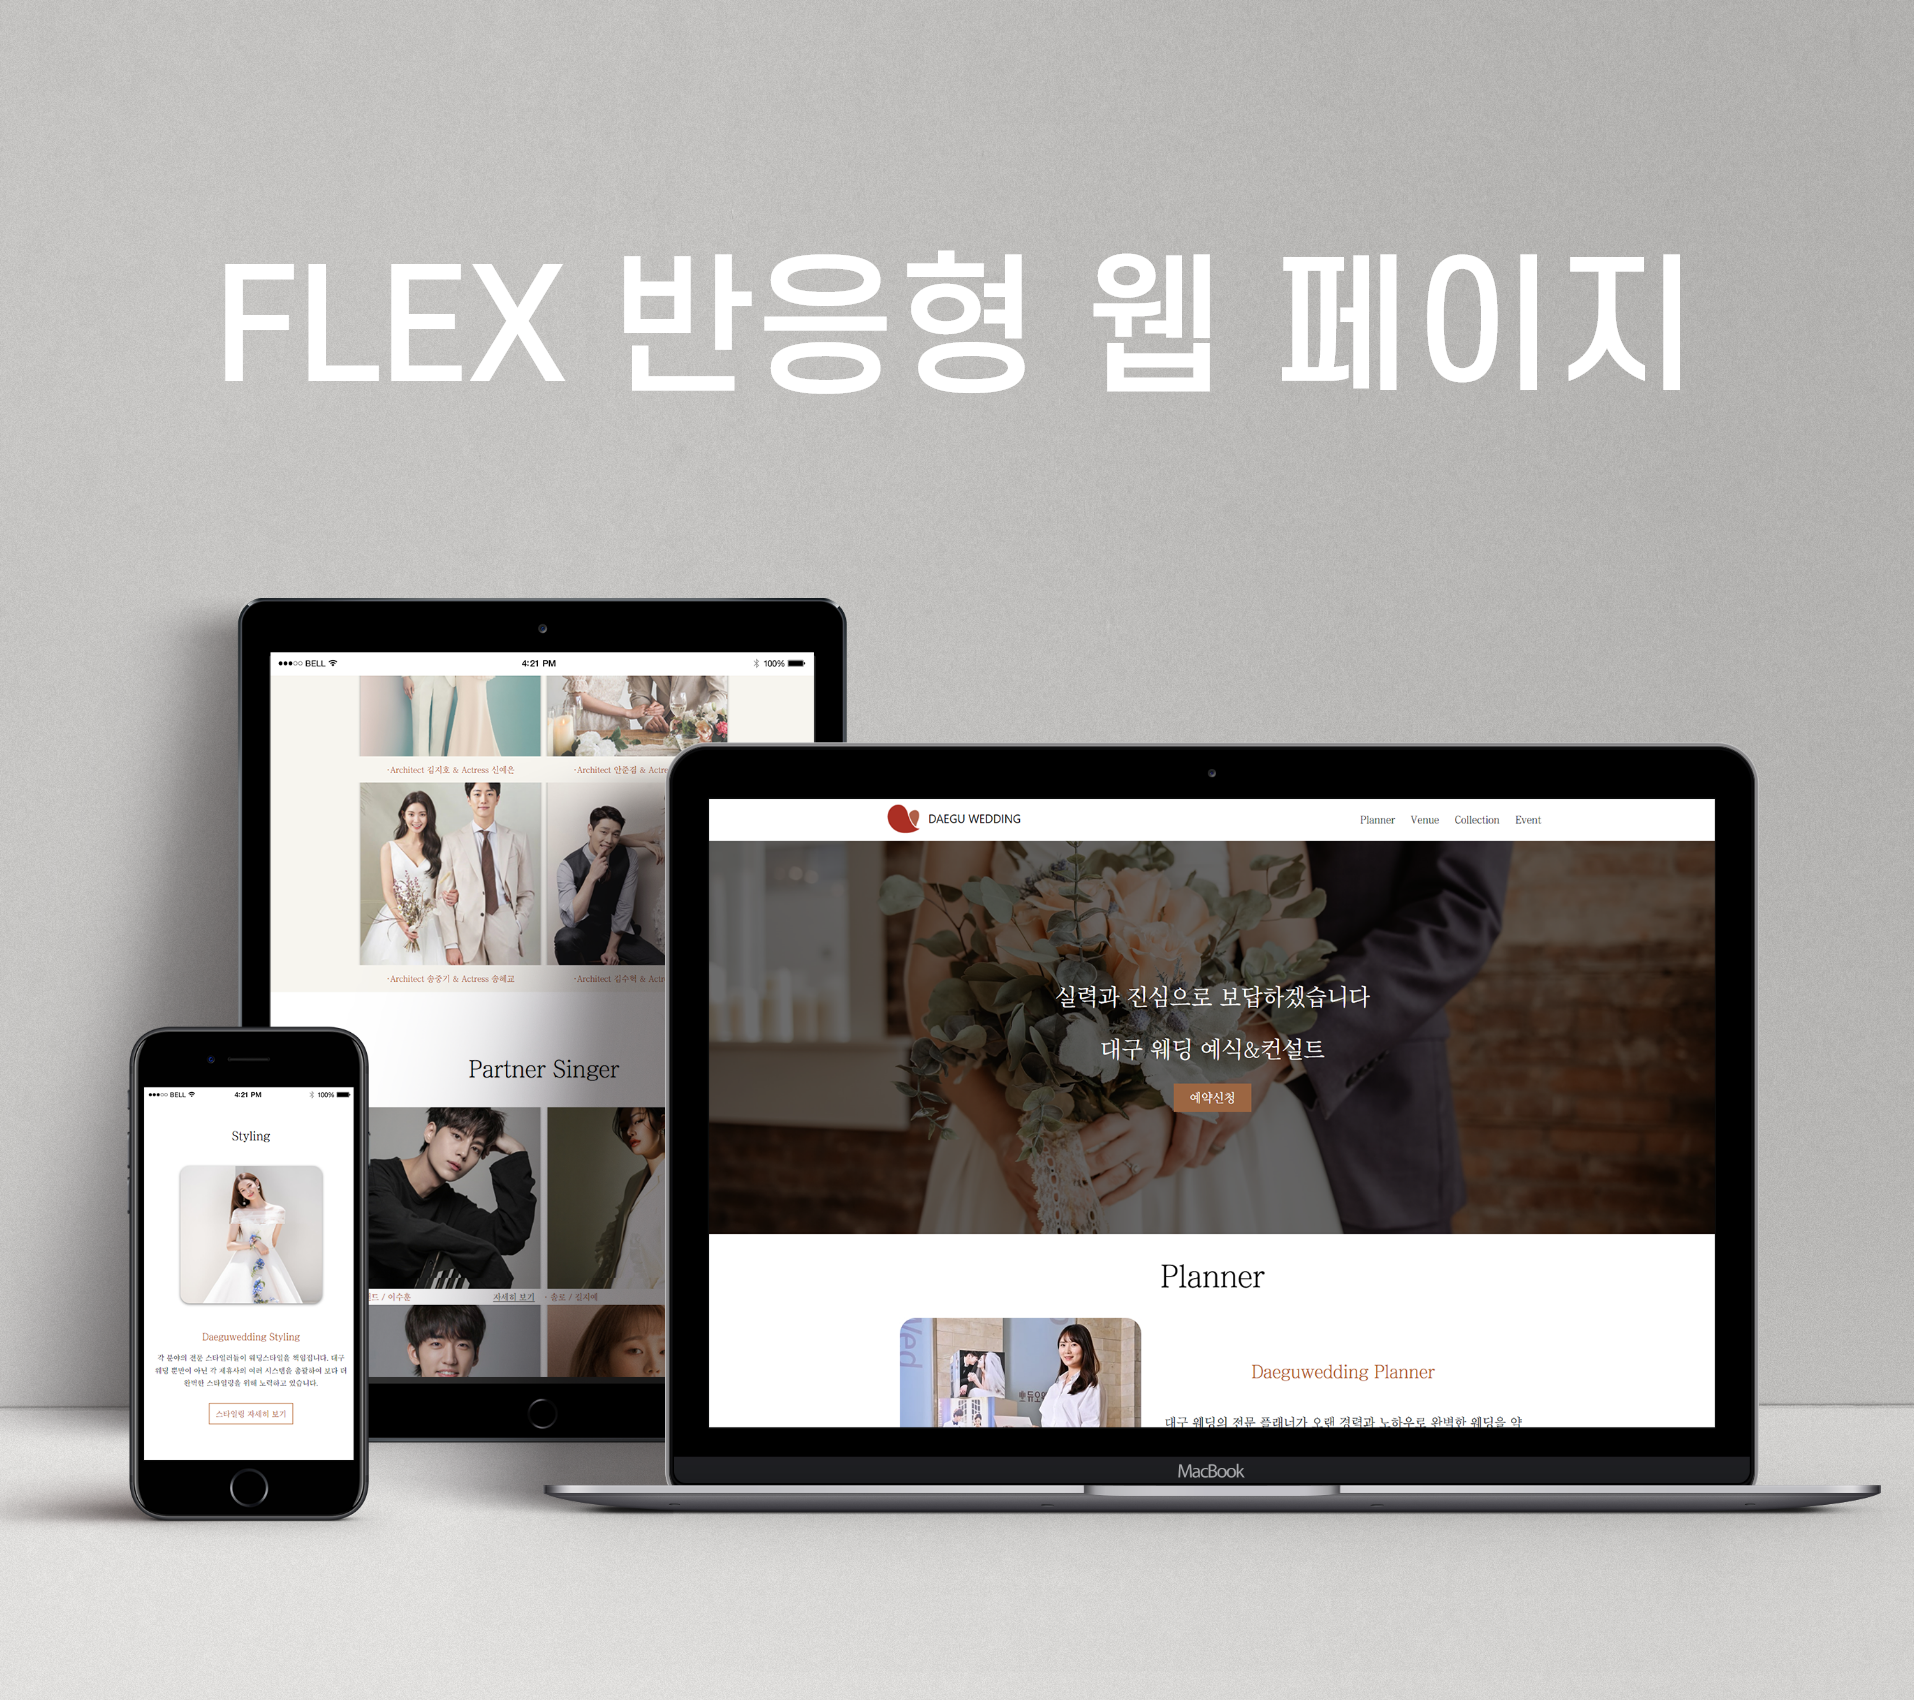 FLEX 반응형 웹 페이지
BELL 4:21 PM 100%
·Architect 김지호 & Actress 신예은
·Architect 안준겸 & Actre
·Architect 송중기 & Actress 송혜교
·Architect 김수혁 & Actre
Partner Singer
드 / 이수훈 자세히 보기 · 솔로 / 김지예
BELL 4:21 PM 100%
Styling
Daeguwedding Styling
각 분야의 전문 스타일러들이 웨딩스타일을 책임집니다. 대구
웨딩 뿐만이 아닌 각 제휴사의 여러 시스템을 총괄하여 보다 더
완벽한 스타일링을 위해 노력하고 있습니다.
스타일링 자세히 보기
DAEGU WEDDING Planner Venue Collection Event
실력과 진심으로 보답하겠습니다
대구 웨딩 예식&컨설트
예약신청
Planner
Wed
뽀듀오
Daeguwedding Planner
대구 웨딩의 전문 플래너가 오랜 경력과 노하우로 완벽한 웨딩을 약
MacBook